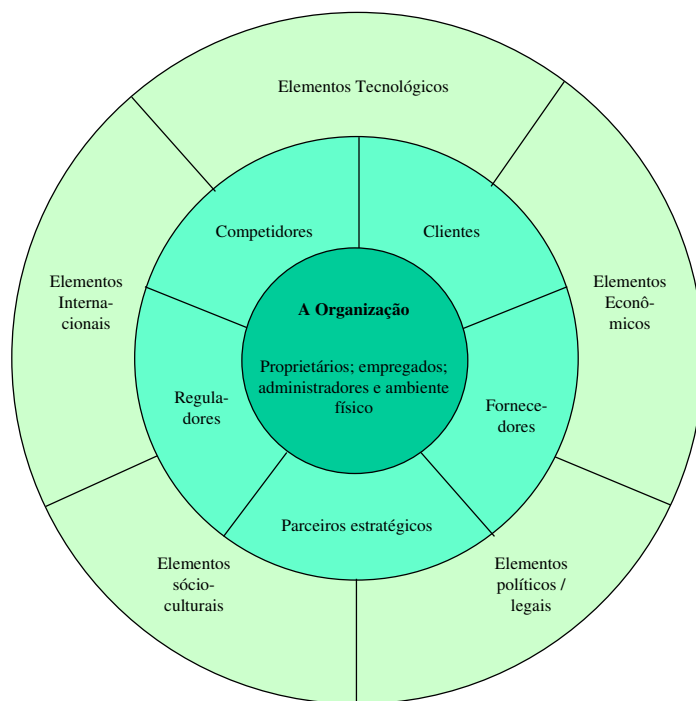 Elementos Tecnológicos
Competidores
Clientes
Elementos
Interna-
cionais
A Organização
Elementos
Econô-
micos
Proprietários; empregados;
administradores e ambiente
físico
Regula-
dores
Fornece-
dores
Parceiros estratégicos
Elementos
sócio-
culturais
Elementos
políticos /
legais